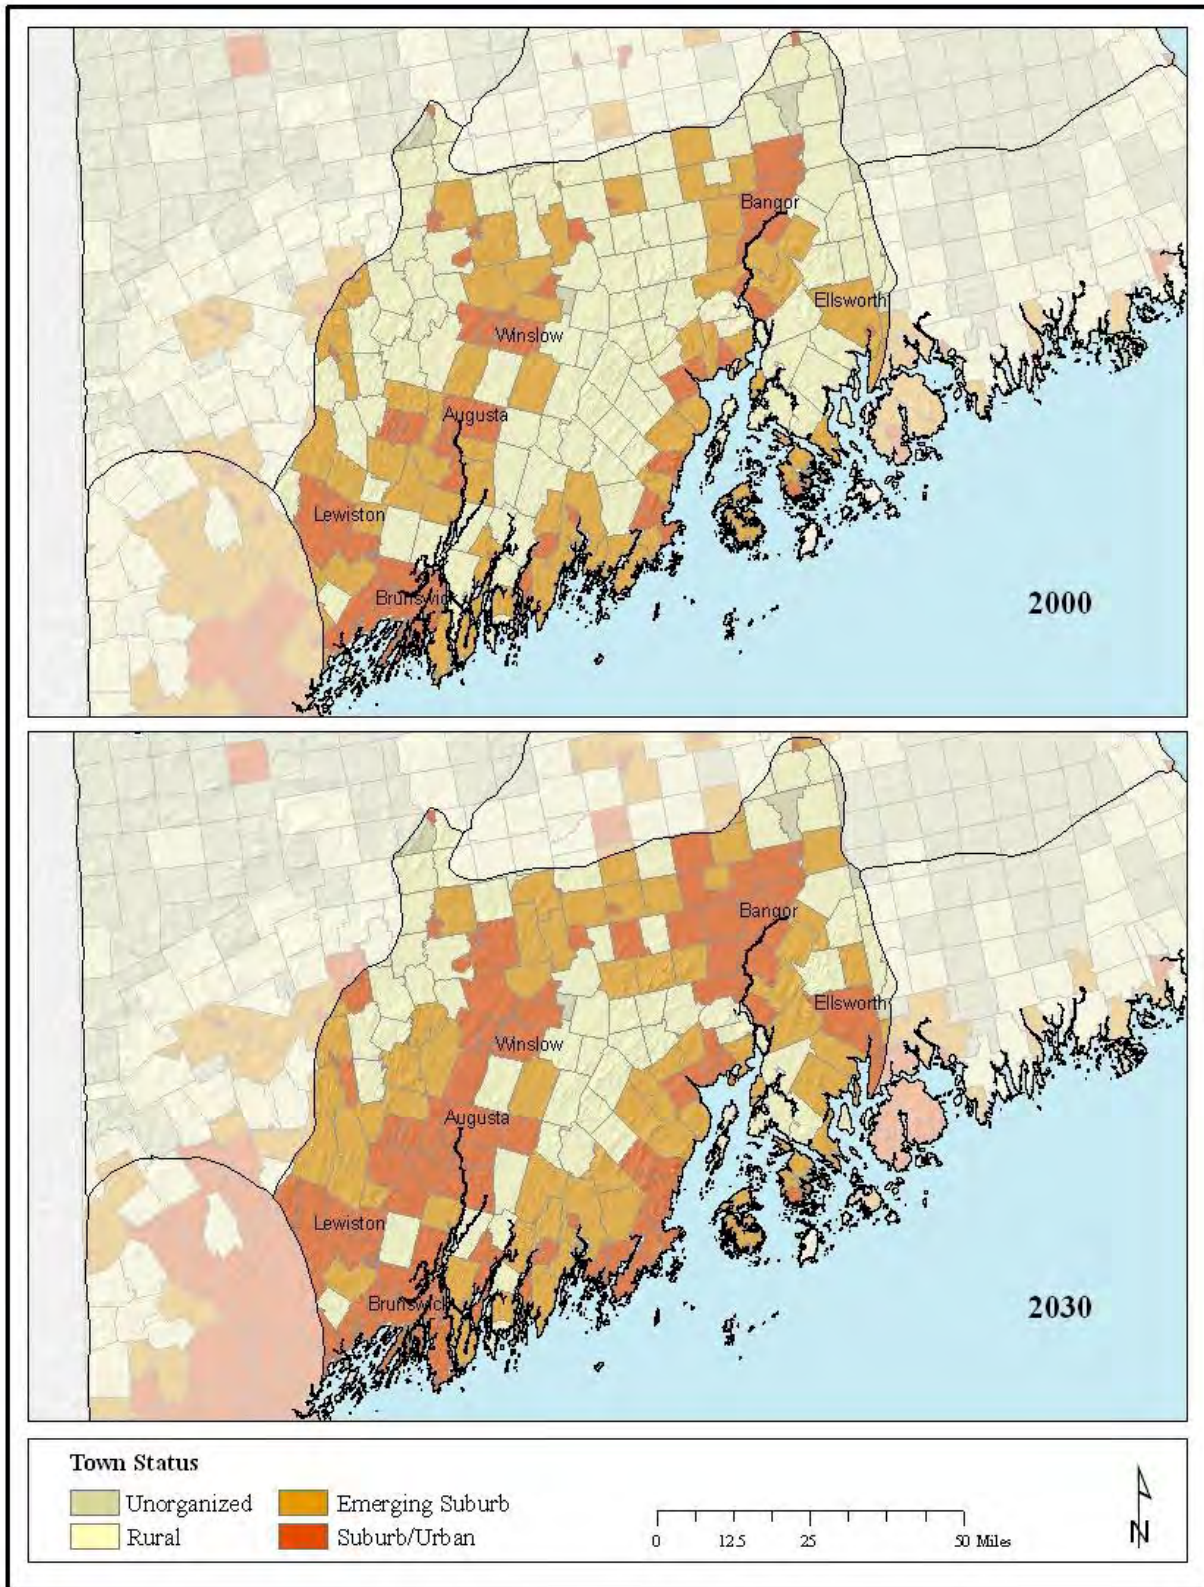 Bangor
Ellsworth
Winslow
Augusta
Lewiston
Brunswick
2000
Bangor
Ellsworth
Winslow
Augusta
Lewiston
Brunswick
2030
Town Status
Unorganized
Emerging Suburb
Rural
Suburb/Urban
0 12.5 25 50 Miles
N